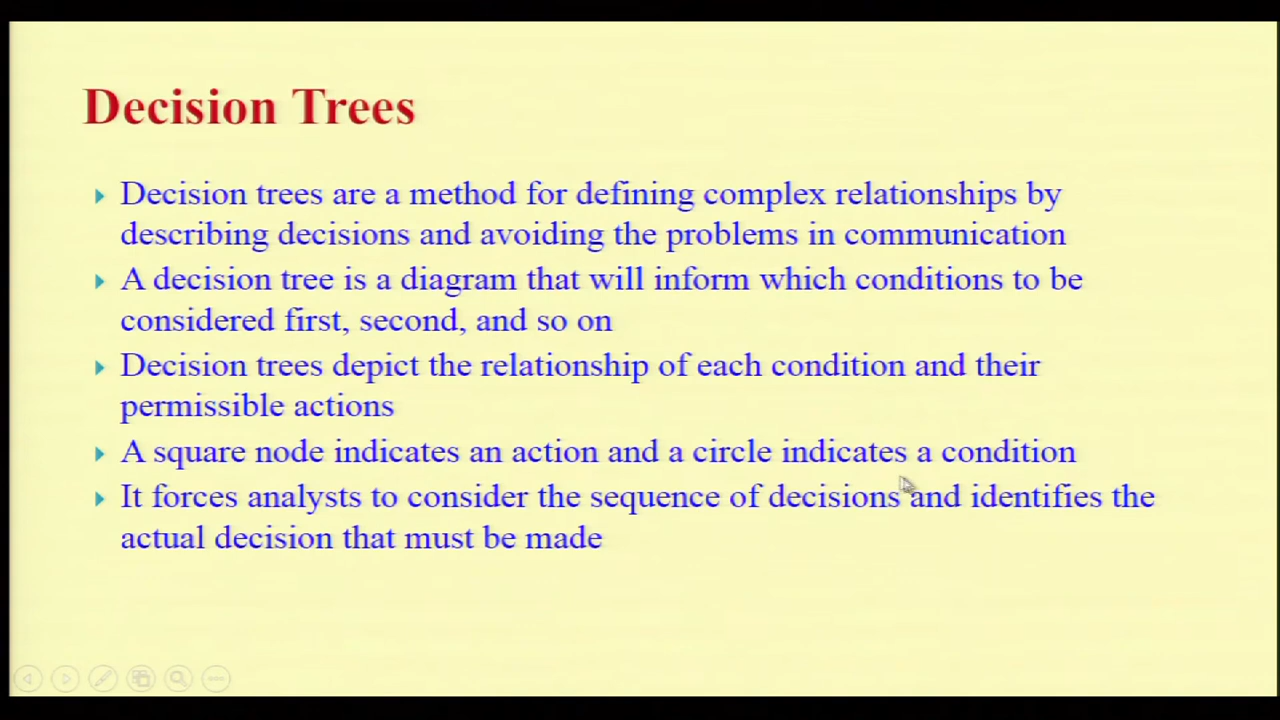 Decision Trees
Decision trees are a method for defining complex relationships by
describing decisions and avoiding the problems in communication
A decision tree is a diagram that will inform which conditions to be
considered first, second, and so on
Decision trees depict the relationship of each condition and their
permissible actions
A square node indicates an action and a circle indicates a condition
It forces analysts to consider the sequence of decisions and identifies the
actual decision that must be made